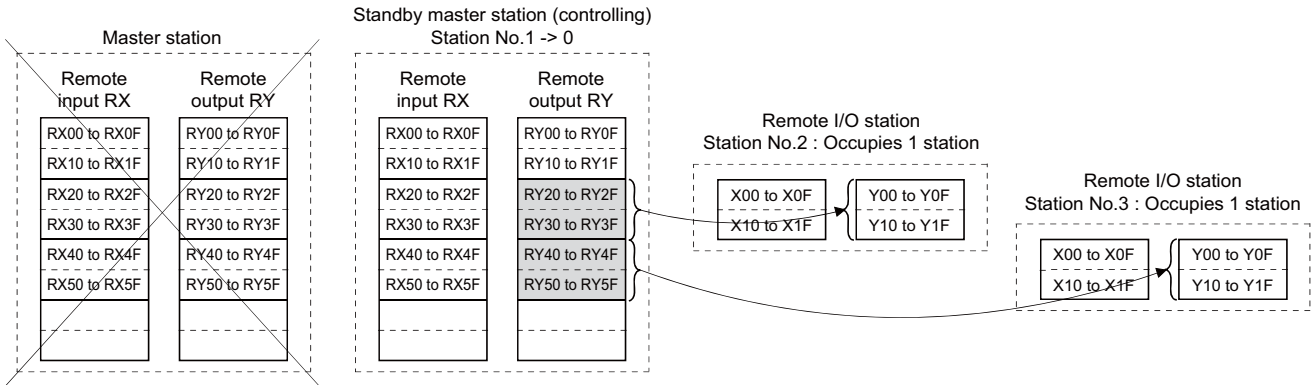 Master station
Remote
input RX
Remote
output RY
RX00 to RX0F
RX10 to RX1F
RX20 to RX2F
RX30 to RX3F
RX40 to RX4F
RX50 to RX5F
RY00 to RY0F
RY10 to RY1F
RY20 to RY2F
RY30 to RY3F
RY40 to RY4F
RY50 to RY5F
Standby master station (controlling)
Station No.1 -> 0
Remote
input RX
Remote
output RY
RX00 to RX0F
RX10 to RX1F
RX20 to RX2F
RX30 to RX3F
RX40 to RX4F
RX50 to RX5F
RY00 to RY0F
RY10 to RY1F
RY20 to RY2F
RY30 to RY3F
RY40 to RY4F
RY50 to RY5F
Remote I/O station
Station No.2 : Occupies 1 station
X00 to X0F
X10 to X1F
Y00 to Y0F
Y10 to Y1F
Remote I/O station
Station No.3 : Occupies 1 station
X00 to X0F
X10 to X1F
Y00 to Y0F
Y10 to Y1F